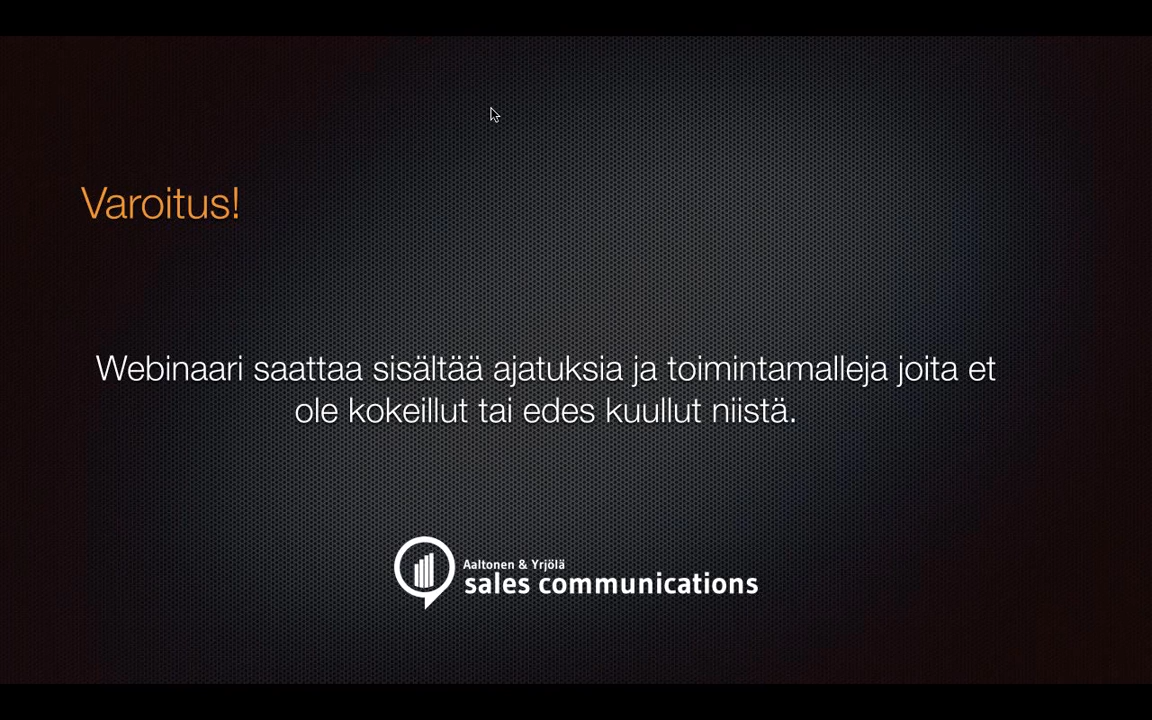 Varoitus!
Webinaari saattaa sisältää ajatuksia ja toimintamalleja joita et
ole kokeillut tai edes kuullut niistä.
Aaltonen & Yrjölä
sales communications